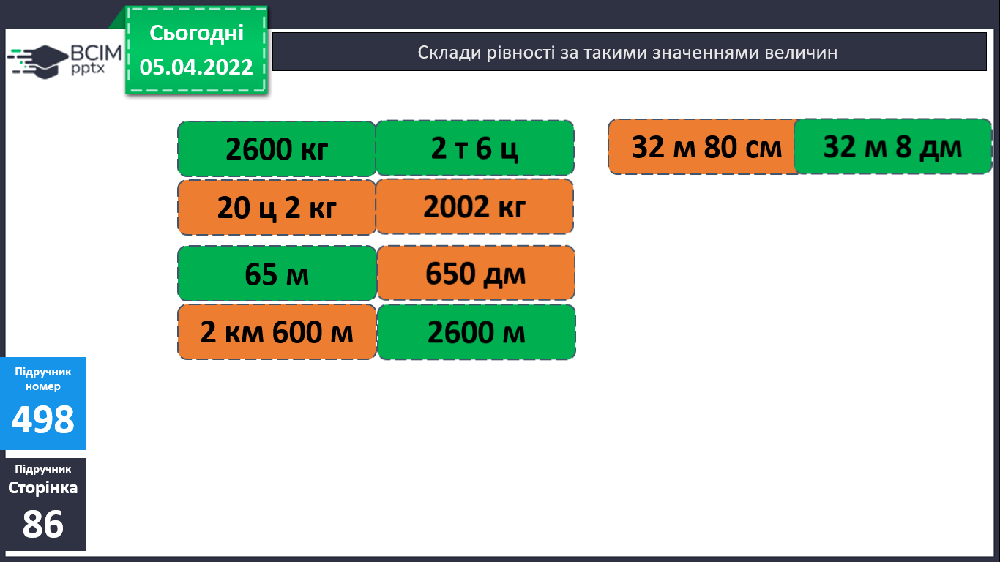 Сьогодні
05.04.2022
ВСІМ
pptx
Склади рівності за такими значеннями величин
2600 кг 2 т 6 ц
20 ц 2 кг 2002 кг
65 м 650 дм
2 км 600 м 2600 м
32 м 80 см 32 м 8 дм
Підручник
номер
498
Підручник
Сторінка
86